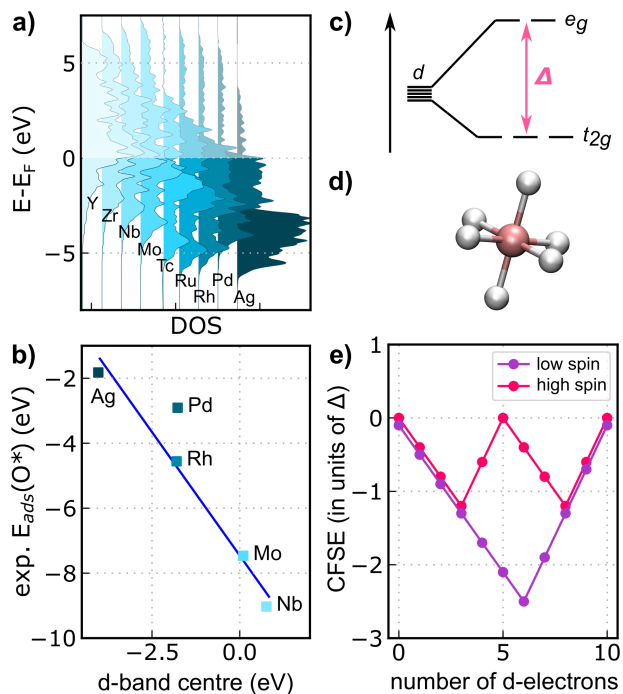 a)
E-E_F (eV)
5
0
−5
Y
Zr
Nb
Mo
Tc
Ru
Rh
Pd
Ag
DOS
b)
exp. E_ads(O*) (eV)
−2
−4
−6
−8
−10
Ag
Pd
Rh
Mo
Nb
−2.5
0.0
d-band centre (eV)
c)
e_g
d
Δ
t_2g
d)
e)
CFSE (in units of Δ)
1
0
−1
−2
−3
low spin
high spin
0
5
10
number of d-electrons